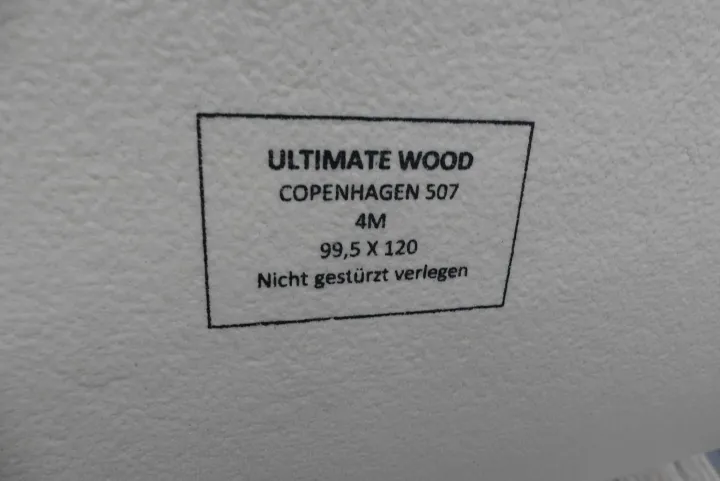 ULTIMATE WOOD
COPENHAGEN 507
4M
99,5 X 120
Nicht gestürzt verlegen